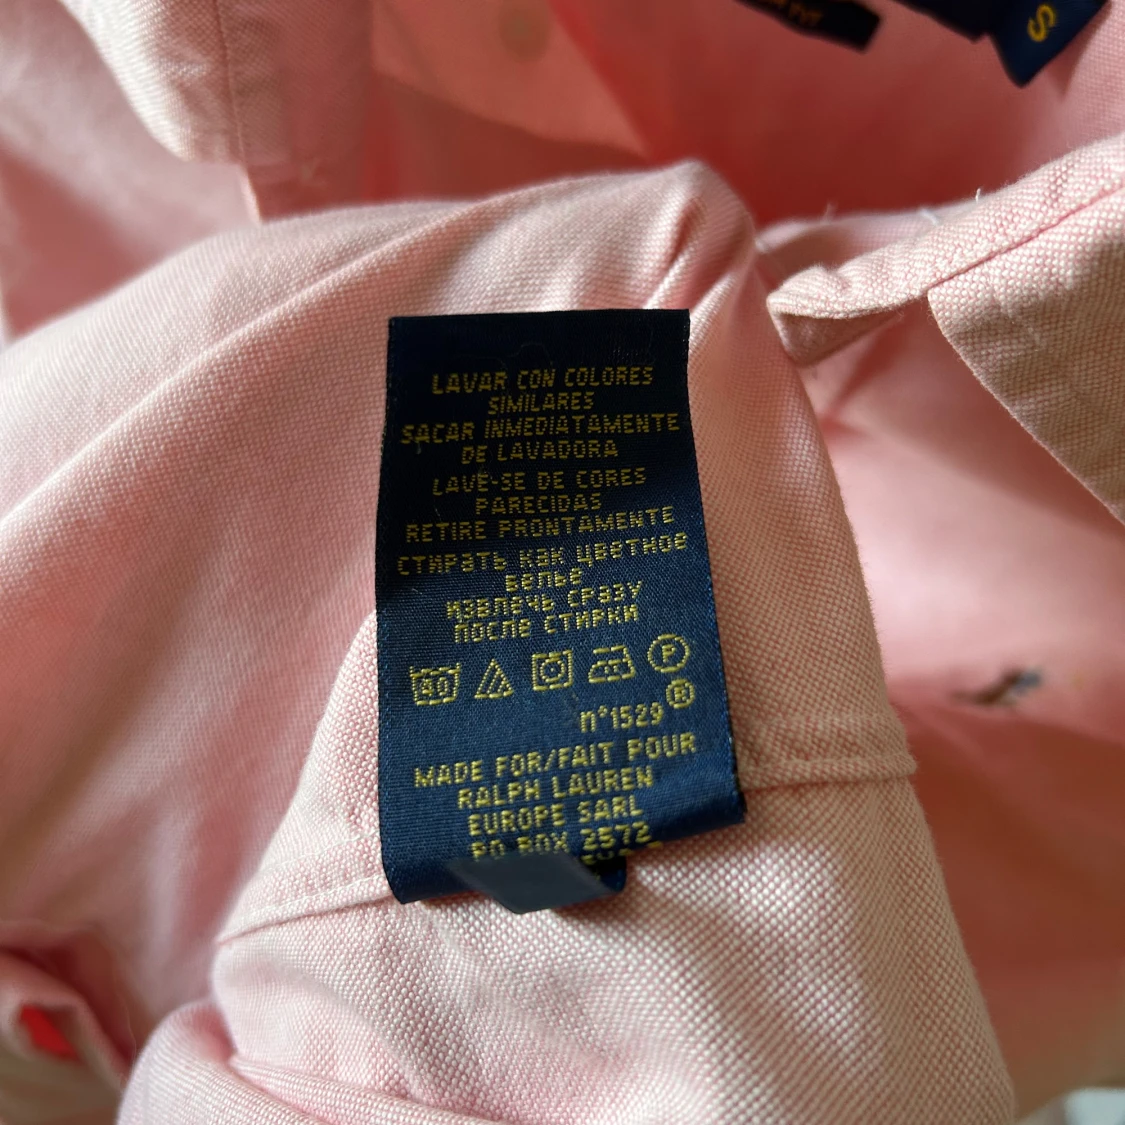 S
LAVAR CON COLORES
SIMILARES
SACAR INMEDIATAMENTE
DE LAVADORA
LAVE-SE DE CORES
PARECIDAS
RETIRE PRONTAMENTE
СТИРАТЬ КАК ЦВЕТНОЕ
БЕЛЬЕ
ИЗВЛЕЧЬ СРАЗУ
ПОСЛЕ СТИРКИ
40 P
n°1529 ®
MADE FOR/FAIT POUR
RALPH LAUREN
EUROPE SARL
PO BOX 2572